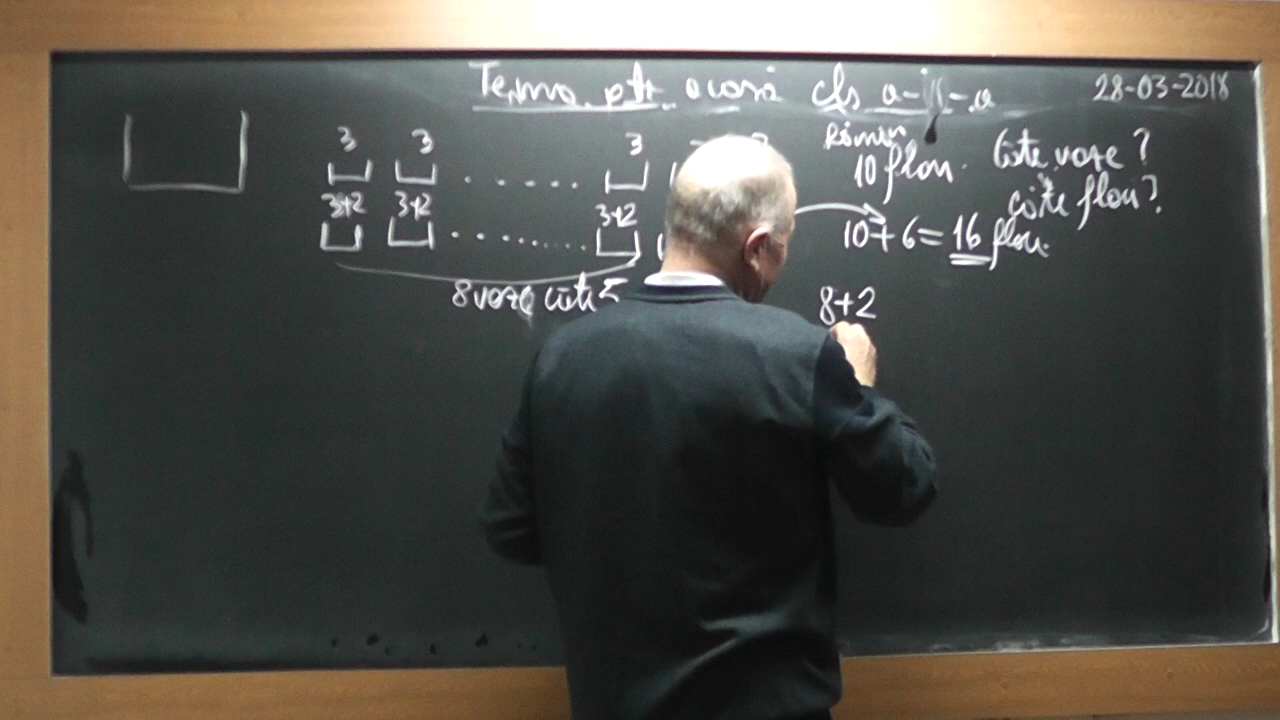 Tema ptr acasă cls a-II-a 28-03-2018
3 3 3
Rămân
10 flori. Câte vaze?
câte flori?
3+2 3+2 3+2
10+6=16 flori.
8 vaze câte 5
8+2